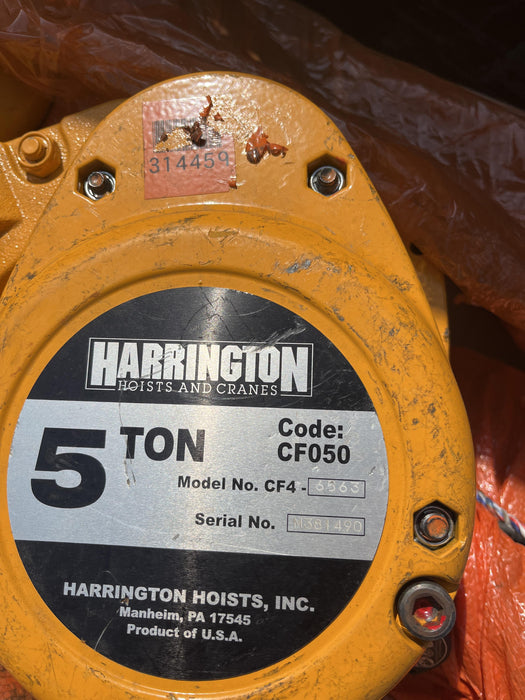 314459
HARRINGTON
HOISTS AND CRANES
5 TON
Code:
CF050
Model No. CF4 - 3563
Serial No. M381490
HARRINGTON HOISTS, INC.
Manheim, PA 17545
Product of U.S.A.